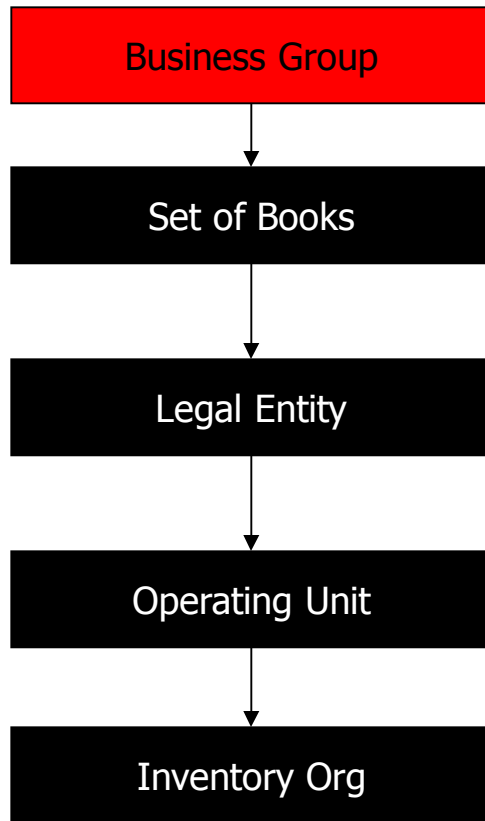 Business Group
Set of Books
Legal Entity
Operating Unit
Inventory Org